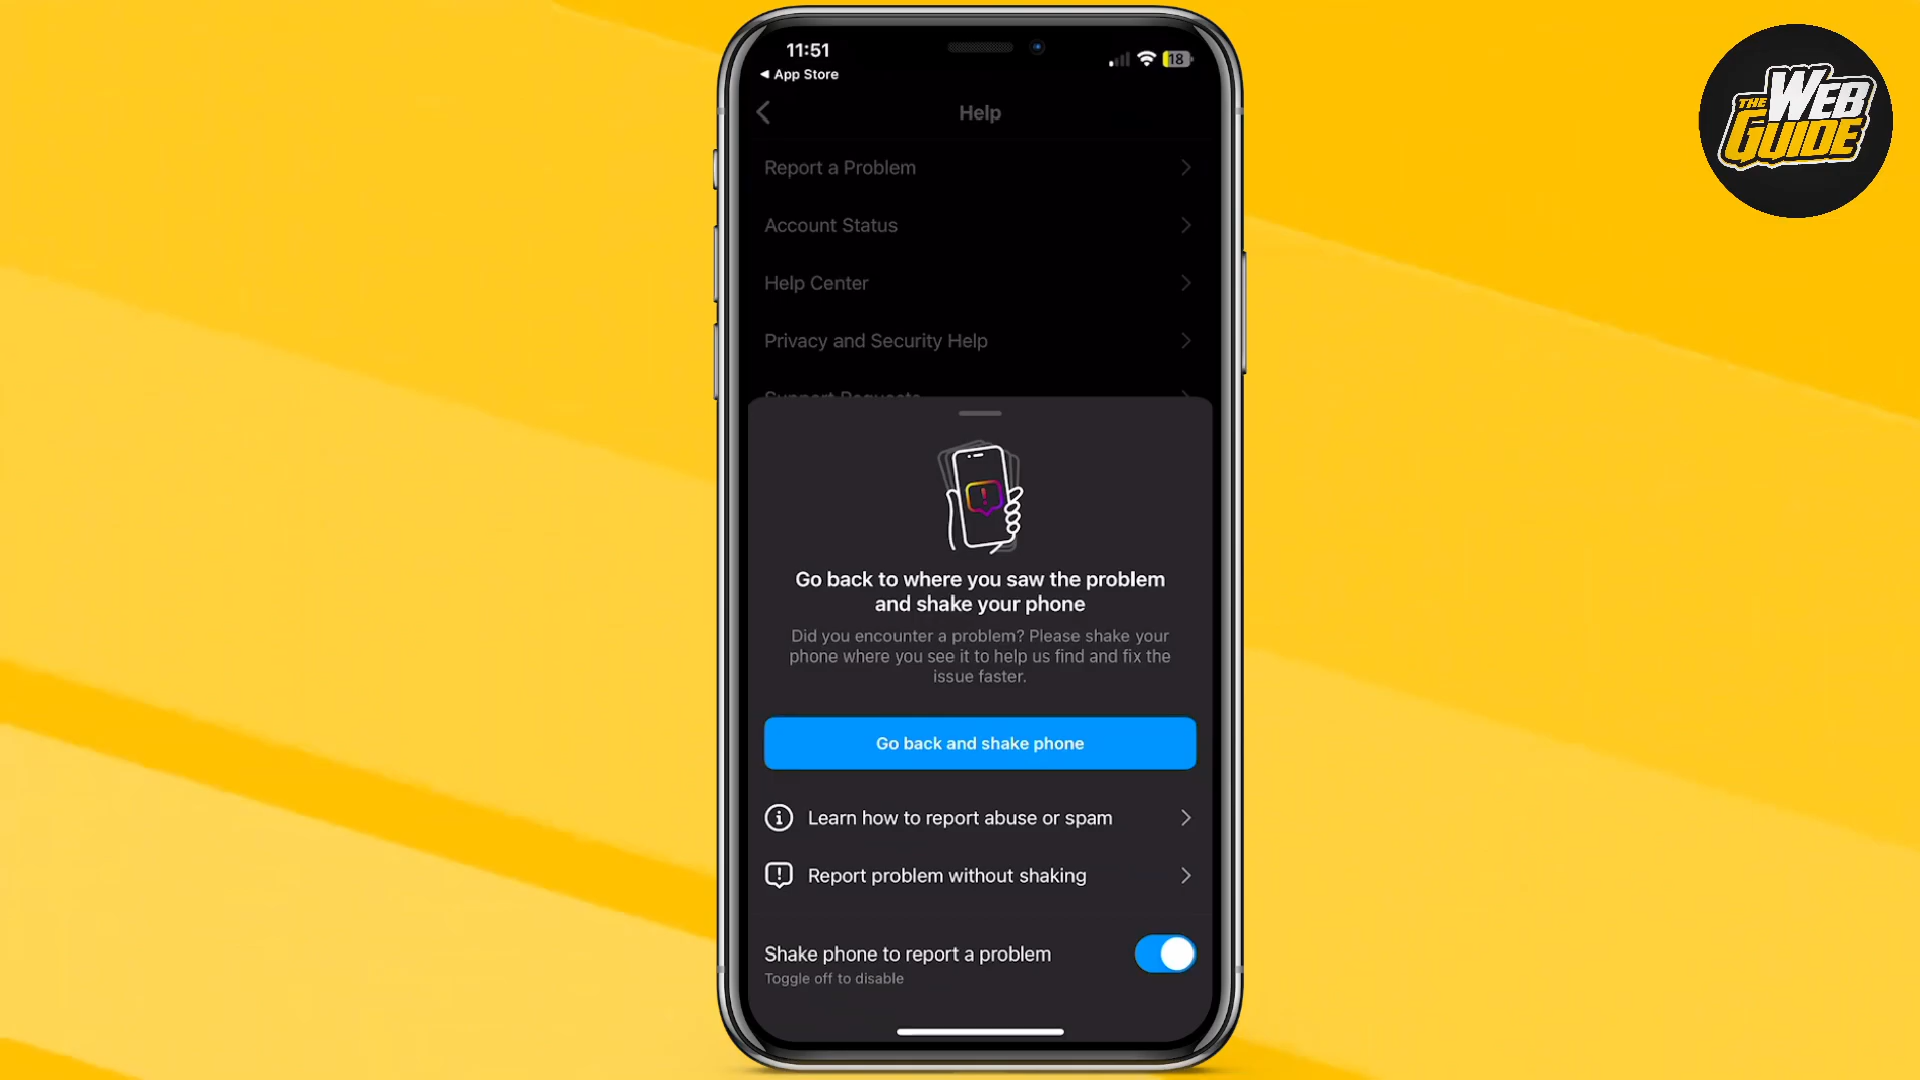 11:51
18
App Store
THE WEB
GUIDE
Help
Report a Problem
Account Status
Help Center
Privacy and Security Help
Support Requests
Go back to where you saw the problem
and shake your phone
Did you encounter a problem? Please shake your
phone where you see it to help us find and fix the
issue faster.
Go back and shake phone
Learn how to report abuse or spam
Report problem without shaking
Shake phone to report a problem
Toggle off to disable